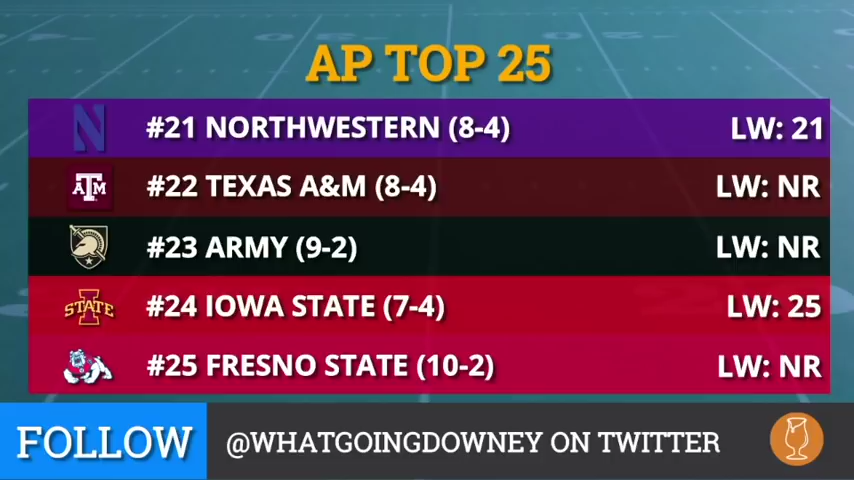 AP TOP 25
N #21 NORTHWESTERN (8-4) LW: 21
ATM #22 TEXAS A&M (8-4) LW: NR
#23 ARMY (9-2) LW: NR
I STATE #24 IOWA STATE (7-4) LW: 25
#25 FRESNO STATE (10-2) LW: NR
FOLLOW @WHATGOINGDOWNEY ON TWITTER